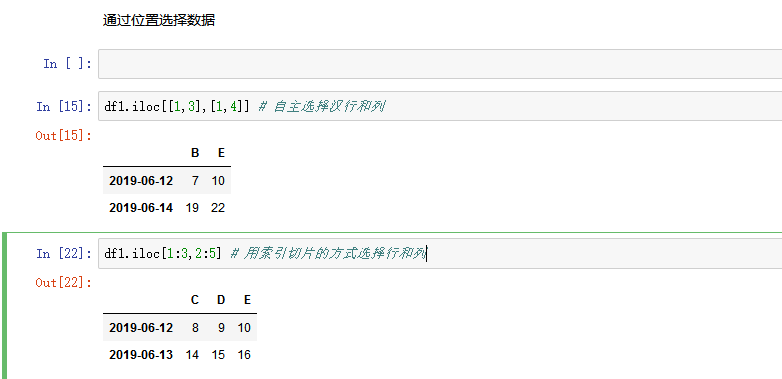 通过位置选择数据
In [ ]:
In [15]: df1.iloc[[1,3],[1,4]] # 自主选择汉行和列
Out[15]:
B E
2019-06-12 7 10
2019-06-14 19 22
In [22]: df1.iloc[1:3,2:5] # 用索引切片的方式选择行和列
Out[22]:
C D E
2019-06-12 8 9 10
2019-06-13 14 15 16